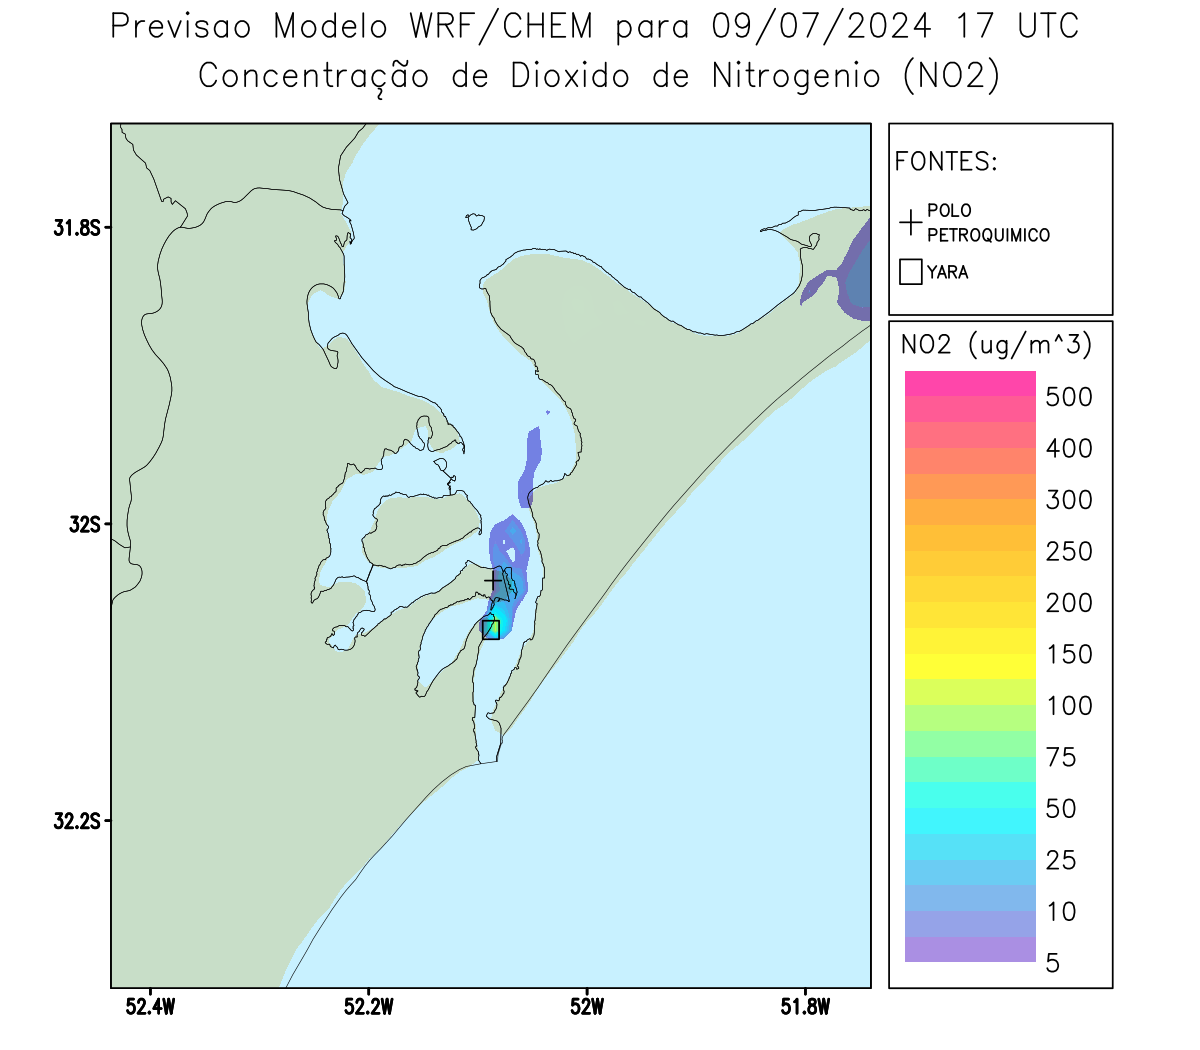 Previsao Modelo WRF/CHEM para 09/07/2024 17 UTC
Concentração de Dioxido de Nitrogenio (NO2)
FONTES:
POLO
PETROQUIMICO
YARA
31.8S
32S
32.2S
52.4W
52.2W
52W
51.8W
NO2 (ug/m^3)
500
400
300
250
200
150
100
75
50
25
10
5